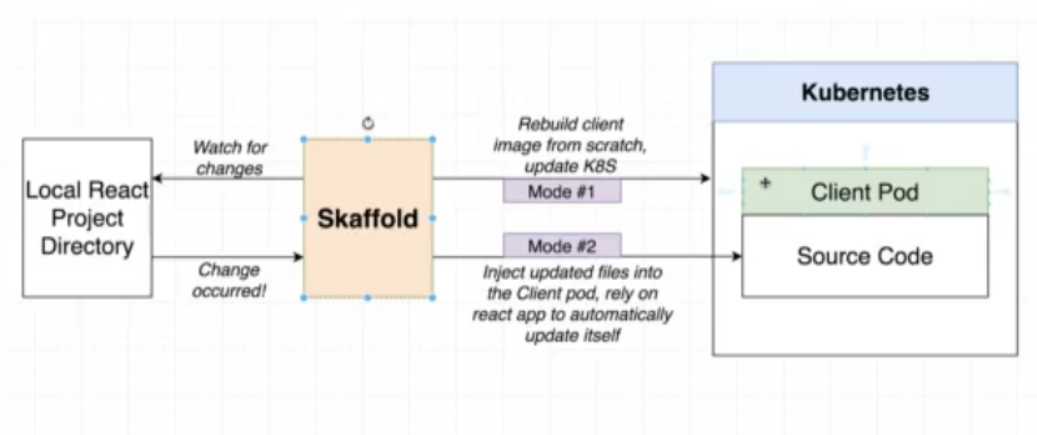 Kubernetes
Rebuild client
image from scratch,
update K8S
Watch for
changes
Local React
Project
Directory
Skaffold
Mode #1
Client Pod
Mode #2
Source Code
Change
occurred!
Inject updated files into
the Client pod, rely on
react app to automatically
update itself